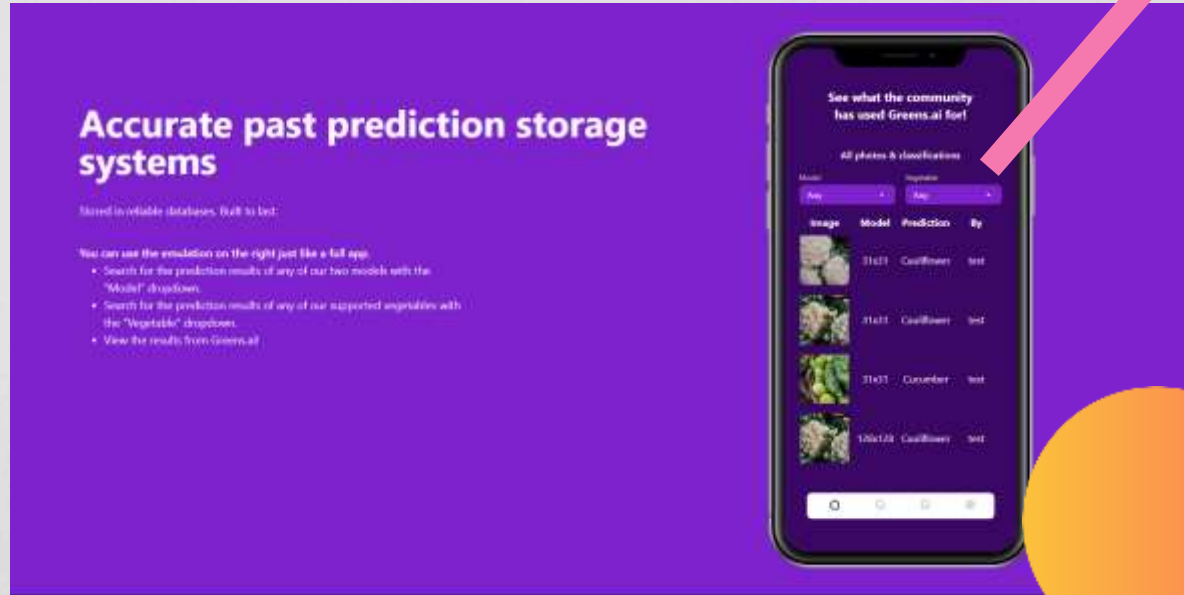 Accurate past prediction storage
systems
Stored in reliable databases. Built to last.
You can use the emulation on the right just like a full app.
• Search for the prediction results of any of our two models with the
"Model" dropdown.
• Search for the prediction results of any of our supported vegetables with
the "Vegetable" dropdown.
• View the results from Greens.ai!
See what the community
has used Greens.ai for!
All photos & classifications
Model Vegetable
Any Any
Image Model Prediction By
31x31 Cauliflower test
31x31 Cauliflower test
31x31 Cucumber test
128x128 Cauliflower test